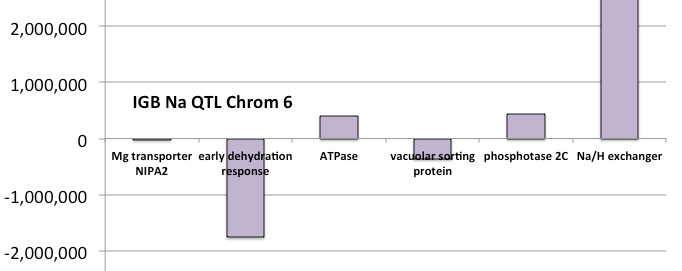 2,000,000
1,000,000
IGB Na QTL Chrom 6
0
Mg transporter NIPA2
early dehydration response
ATPase
vacuolar sorting protein
phosphotase 2C
Na/H exchanger
-1,000,000
-2,000,000